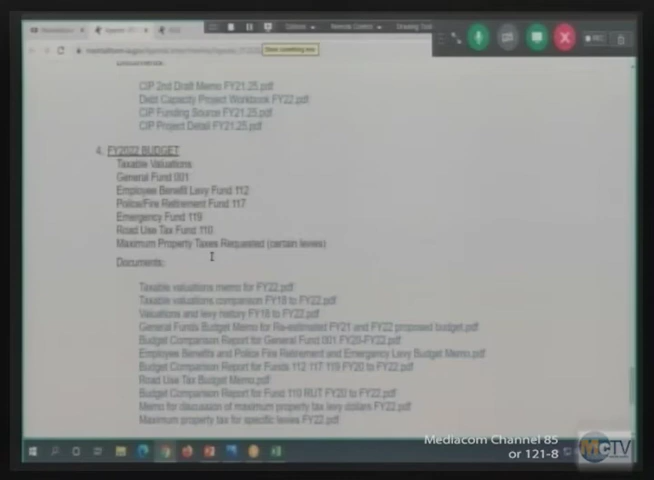 Show something new
REC
CIP 2nd Draft Memo FY21.25.pdf
Debt Capacity Project Workbook FY22.pdf
CIP Funding Source FY21.25.pdf
CIP Project Detail FY21.25.pdf
4. FY2022 BUDGET
Taxable Valuations
General Fund 001
Employee Benefit Levy Fund 112
Police/Fire Retirement Fund 117
Emergency Fund 119
Road Use Tax Fund 110
Maximum Property Taxes Requested (certain levies)
Documents:
Taxable valuations memo for FY22.pdf
Taxable valuations comparison FY18 to FY22.pdf
Valuations and levy history FY18 to FY22.pdf
General Funds Budget Memo for Re-estimated FY21 and FY22 proposed budget.pdf
Budget Comparison Report for General Fund 001 FY20-FY22.pdf
Employee Benefits and Police Fire Retirement and Emergency Levy Budget Memo.pdf
Budget Comparison Report for Funds 112 117 119 FY20 to FY22.pdf
Road Use Tax Budget Memo.pdf
Budget Comparison Report for Fund 110 RUT FY20 to FY22.pdf
Memo for discussion of maximum property tax levy dollars FY22.pdf
Maximum property tax for specific levies FY22.pdf
Mediacom Channel 85
or 121-8
McTV